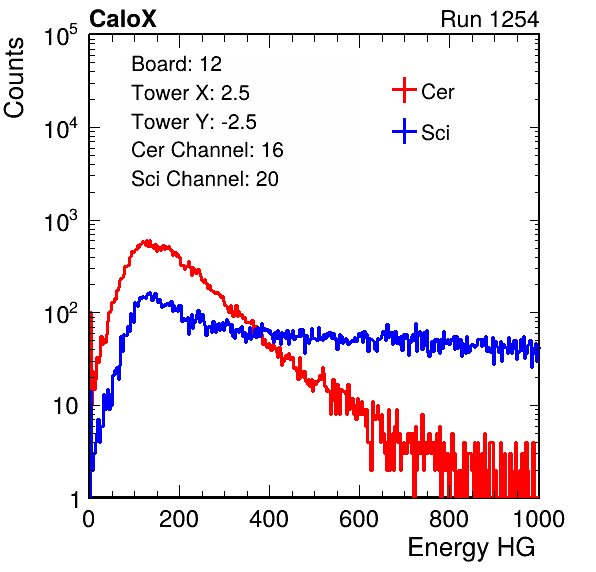 CaloX Run 1254
Counts
10^5
10^4
10^3
10^2
10
1
Board: 12
Tower X: 2.5
Tower Y: -2.5
Cer Channel: 16
Sci Channel: 20
Cer
Sci
0 200 400 600 800 1000
Energy HG